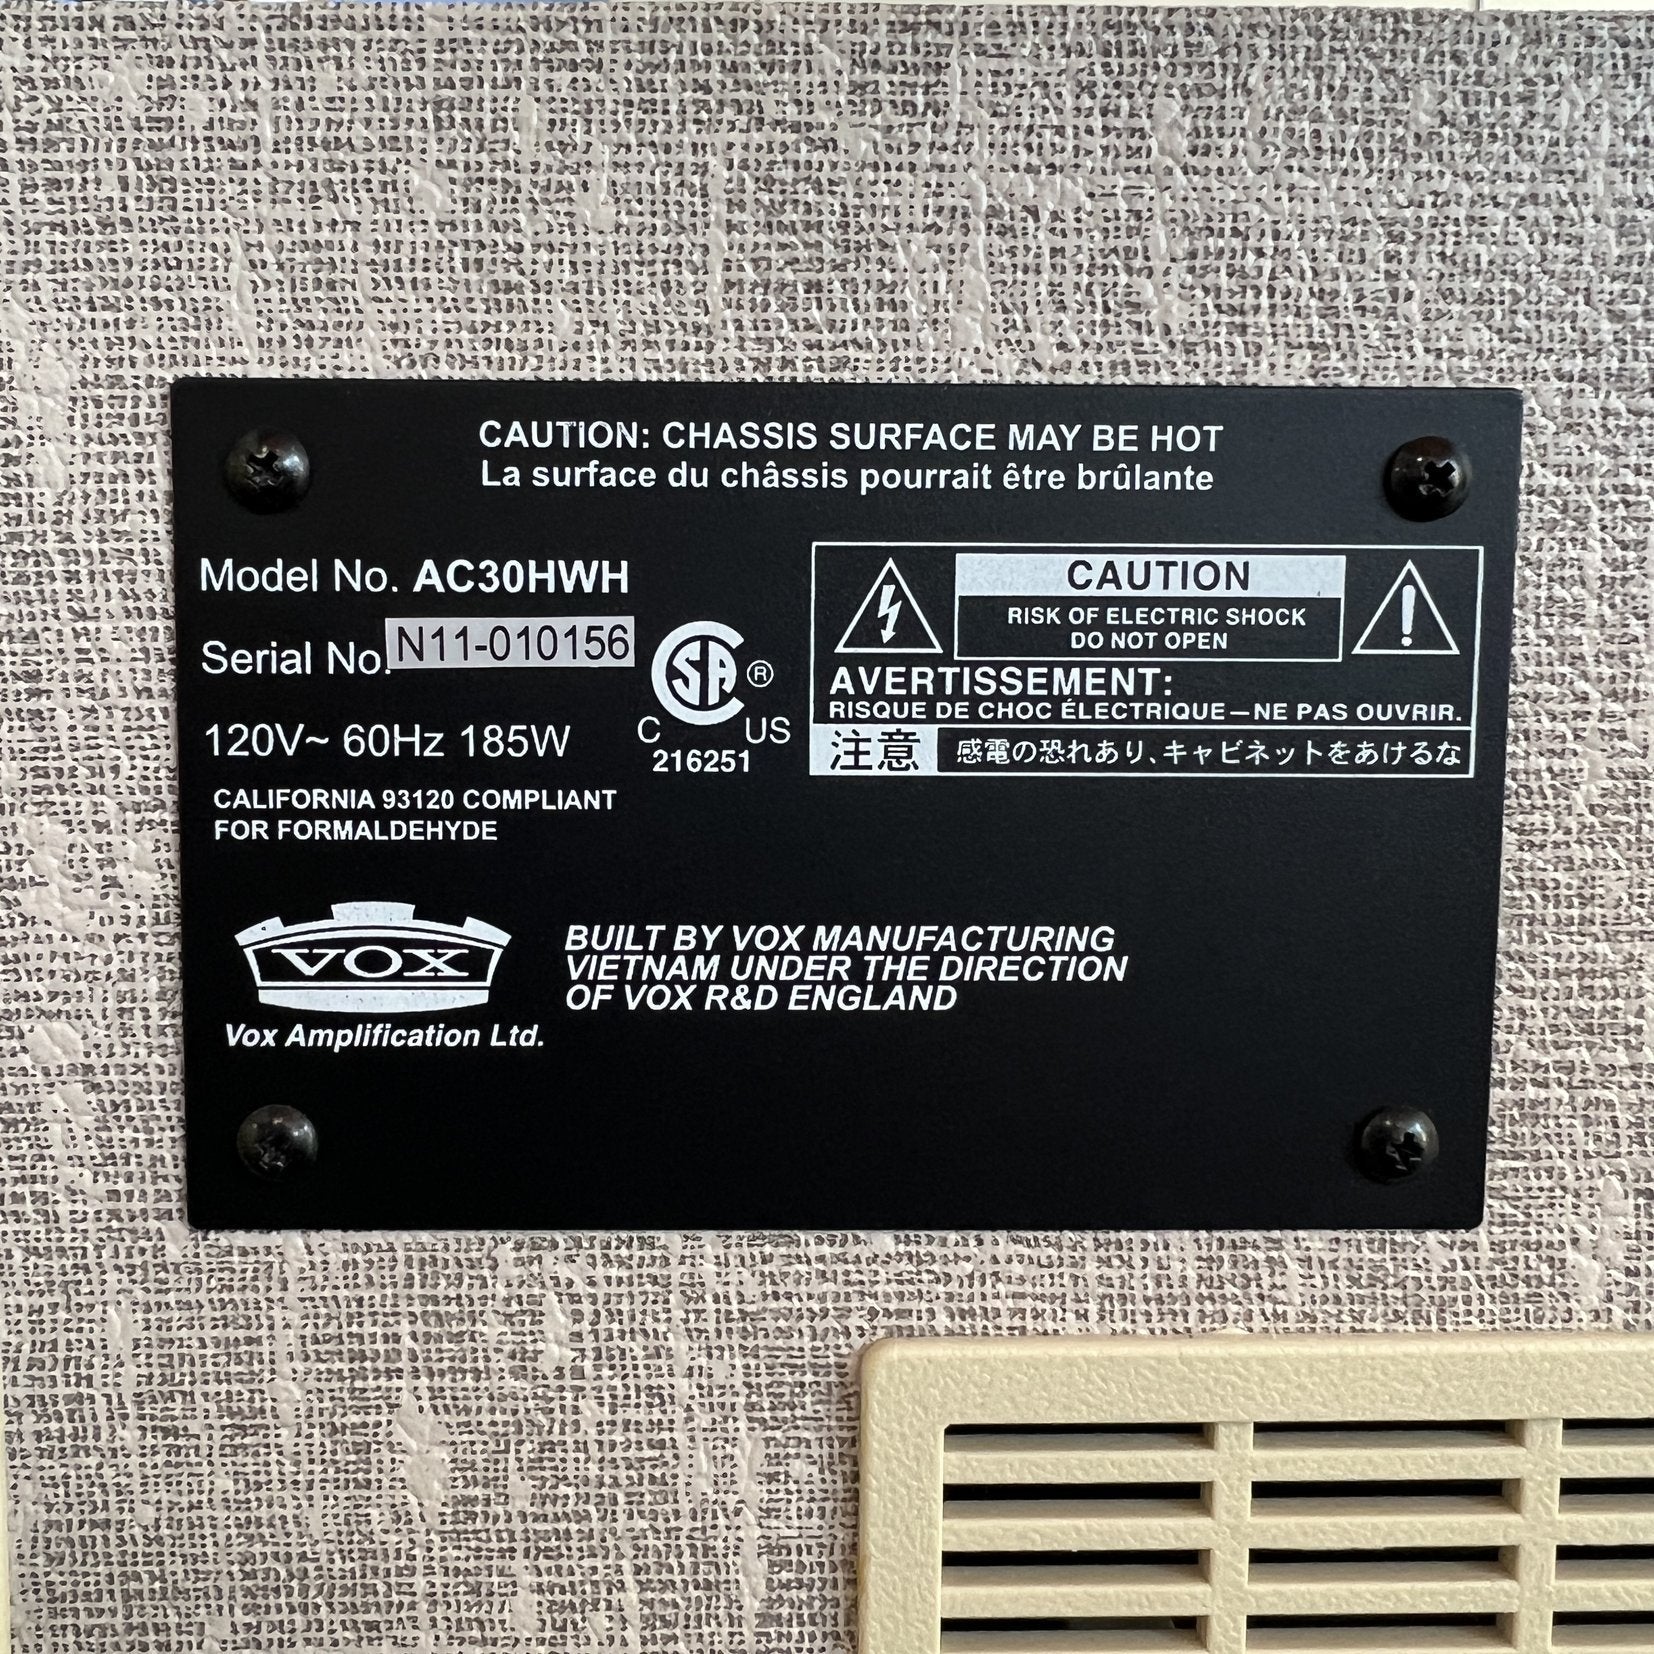 CAUTION: CHASSIS SURFACE MAY BE HOT
La surface du châssis pourrait être brûlante
Model No. AC30HWH
Serial No. N11-010156
120V~ 60Hz 185W
CALIFORNIA 93120 COMPLIANT
FOR FORMALDEHYDE
SA ®
C US
216251
CAUTION
RISK OF ELECTRIC SHOCK
DO NOT OPEN
AVERTISSEMENT:
RISQUE DE CHOC ÉLECTRIQUE—NE PAS OUVRIR.
注意 感電の恐れあり、キャビネットをあけるな
VOX
Vox Amplification Ltd.
BUILT BY VOX MANUFACTURING
VIETNAM UNDER THE DIRECTION
OF VOX R&D ENGLAND